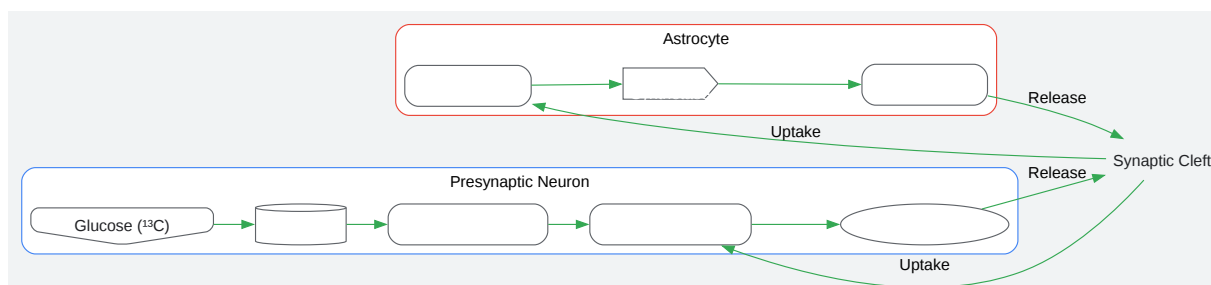 Astrocyte
Release
Uptake
Synaptic Cleft
Release
Presynaptic Neuron
Glucose (¹³C)
Uptake